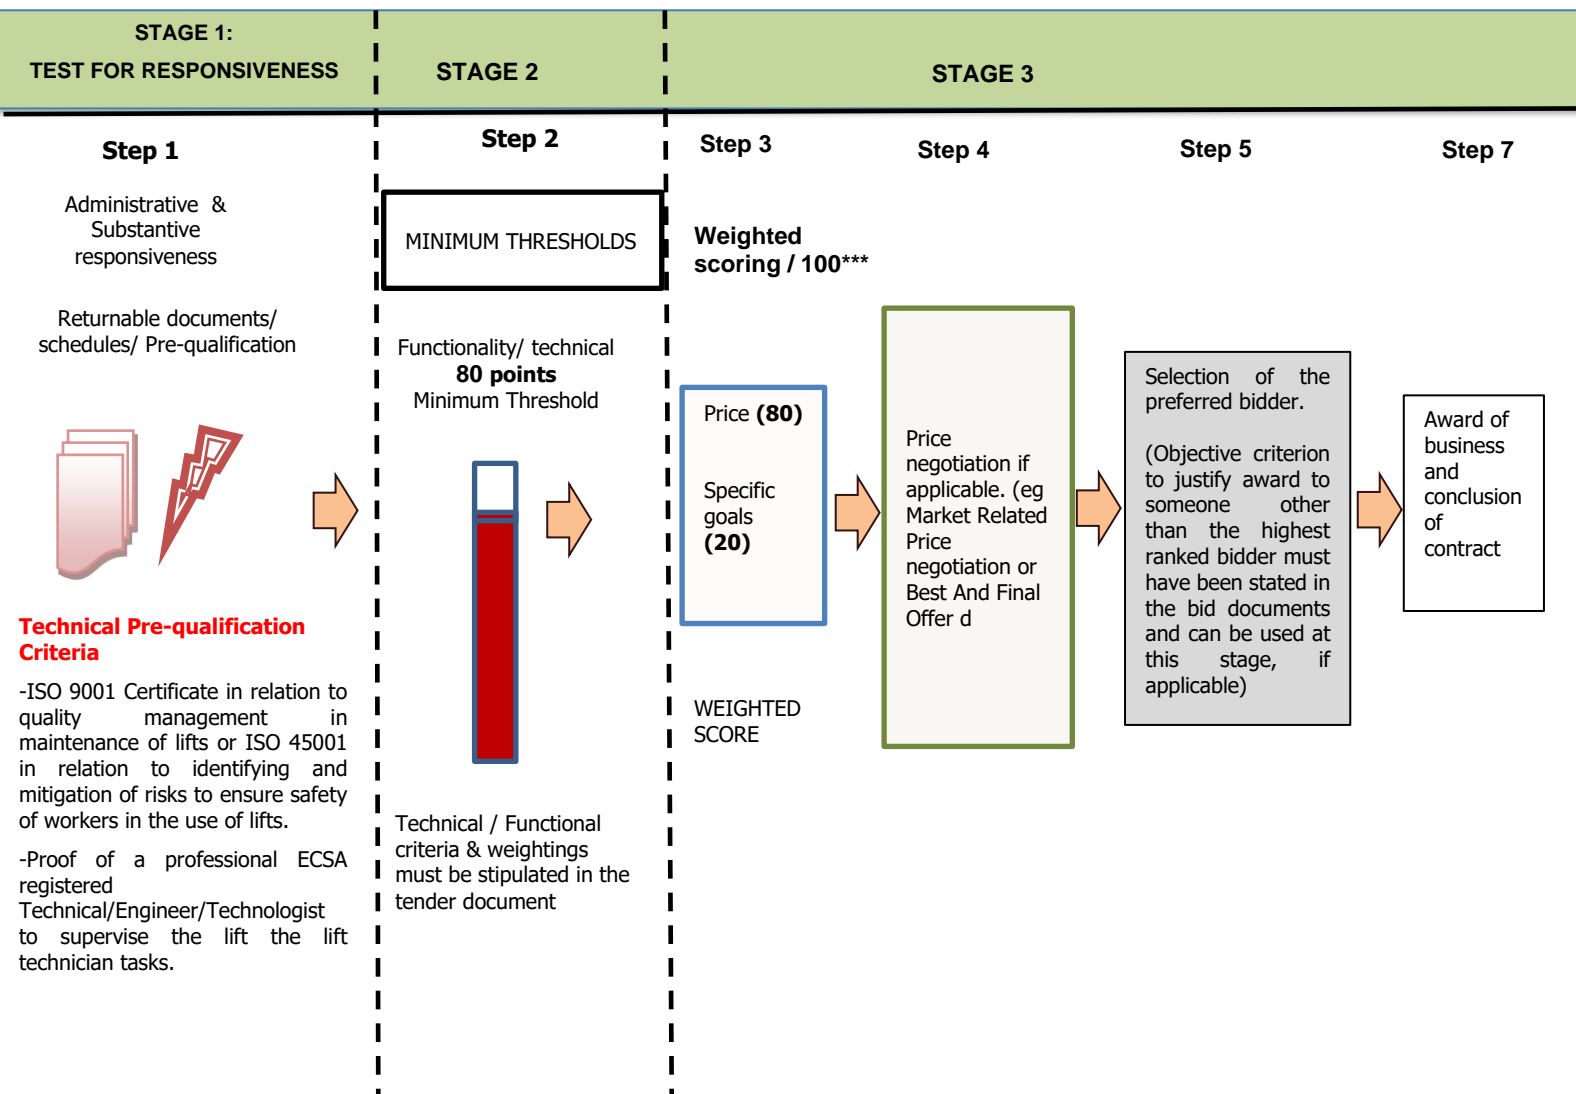 STAGE 1:
TEST FOR RESPONSIVENESS
STAGE 2
STAGE 3
Step 1
Administrative &
Substantive
responsiveness
Returnable documents/
schedules/ Pre-qualification
Technical Pre-qualification
Criteria
-ISO 9001 Certificate in relation to
quality management in
maintenance of lifts or ISO 45001
in relation to identifying and
mitigation of risks to ensure safety
of workers in the use of lifts.
-Proof of a professional ECSA
registered
Technical/Engineer/Technologist
to supervise the lift the lift
technician tasks.
Step 2
MINIMUM THRESHOLDS
Functionality/ technical
80 points
Minimum Threshold
Technical / Functional
criteria & weightings
must be stipulated in the
tender document
Step 3
Weighted
scoring / 100***
Price (80)
Specific
goals
(20)
WEIGHTED
SCORE
Step 4
Price
negotiation if
applicable. (eg
Market Related
Price
negotiation or
Best And Final
Offer d
Step 5
Selection of the
preferred bidder.
(Objective criterion
to justify award to
someone other
than the highest
ranked bidder must
have been stated in
the bid documents
and can be used at
this stage, if
applicable)
Step 7
Award of
business
and
conclusion
of
contract